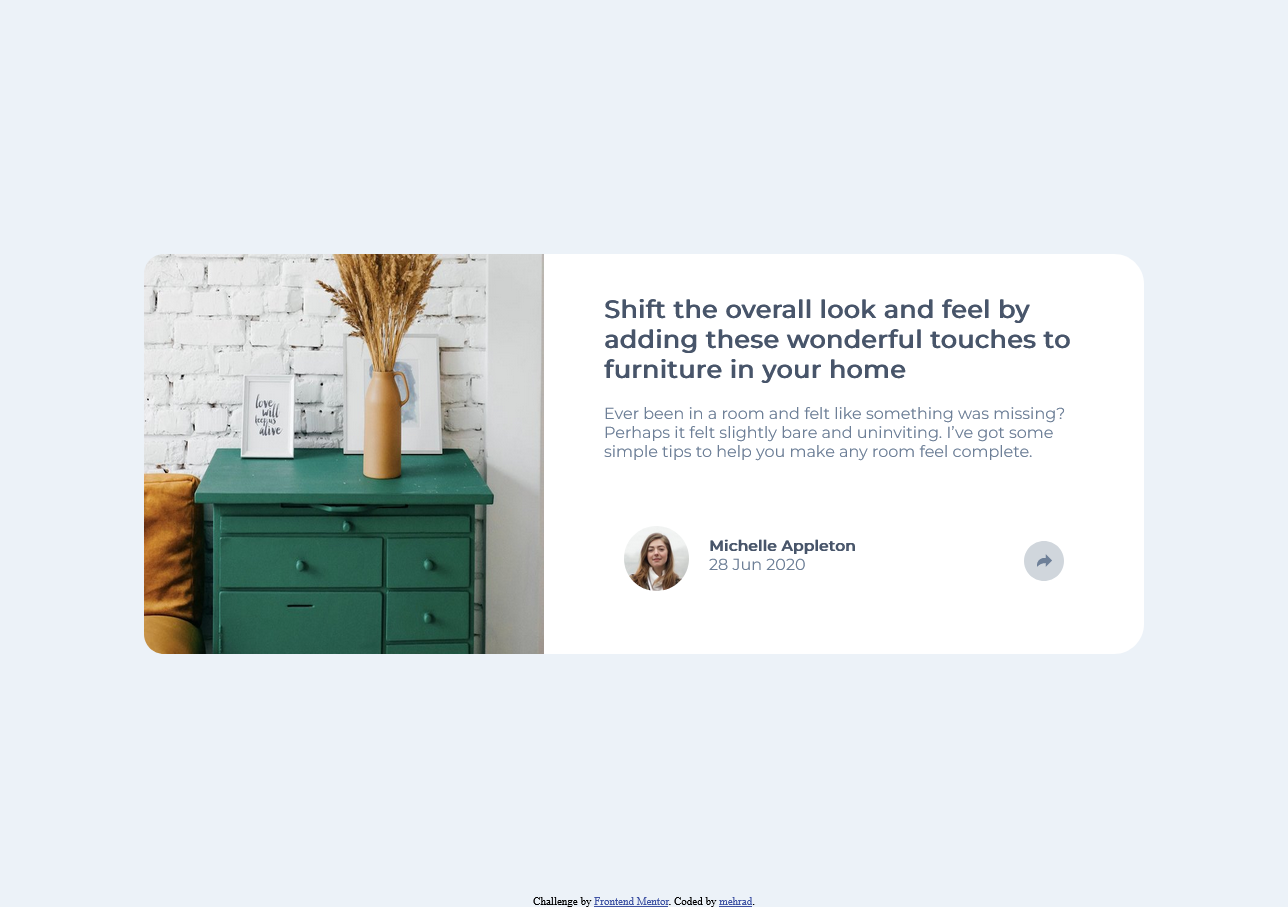 love
will
keep us
alive
Shift the overall look and feel by
adding these wonderful touches to
furniture in your home
Ever been in a room and felt like something was missing?
Perhaps it felt slightly bare and uninviting. I’ve got some
simple tips to help you make any room feel complete.
Michelle Appleton
28 Jun 2020
Challenge by Frontend Mentor. Coded by mehrad.